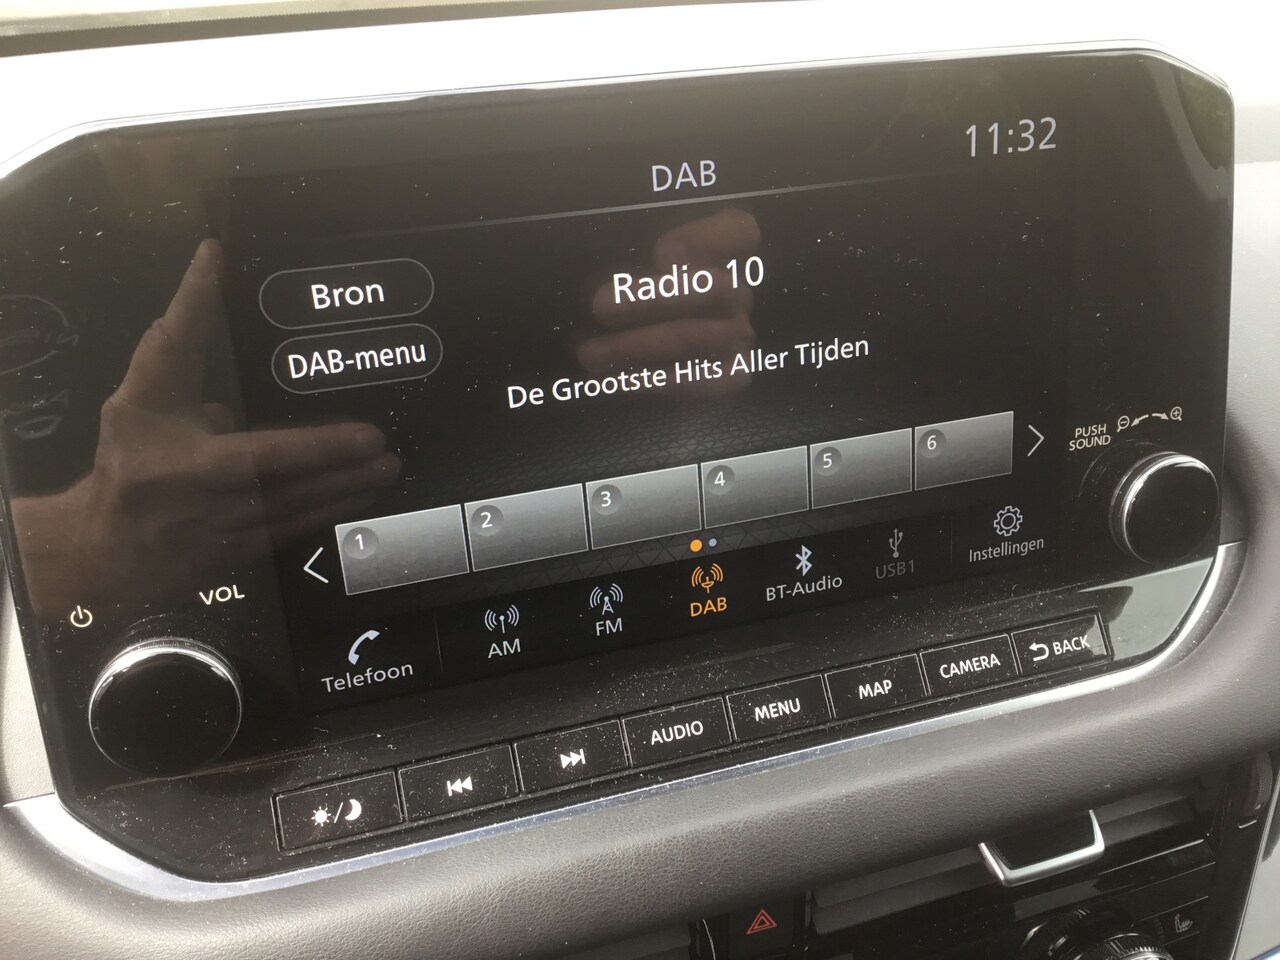 11:32
DAB
Bron
Radio 10
DAB-menu
De Grootste Hits Aller Tijden
1
2
3
4
5
6
PUSH
SOUND
VOL
Telefoon
AM
FM
DAB
BT-Audio
USB1
Instellingen
AUDIO
MENU
MAP
CAMERA
BACK